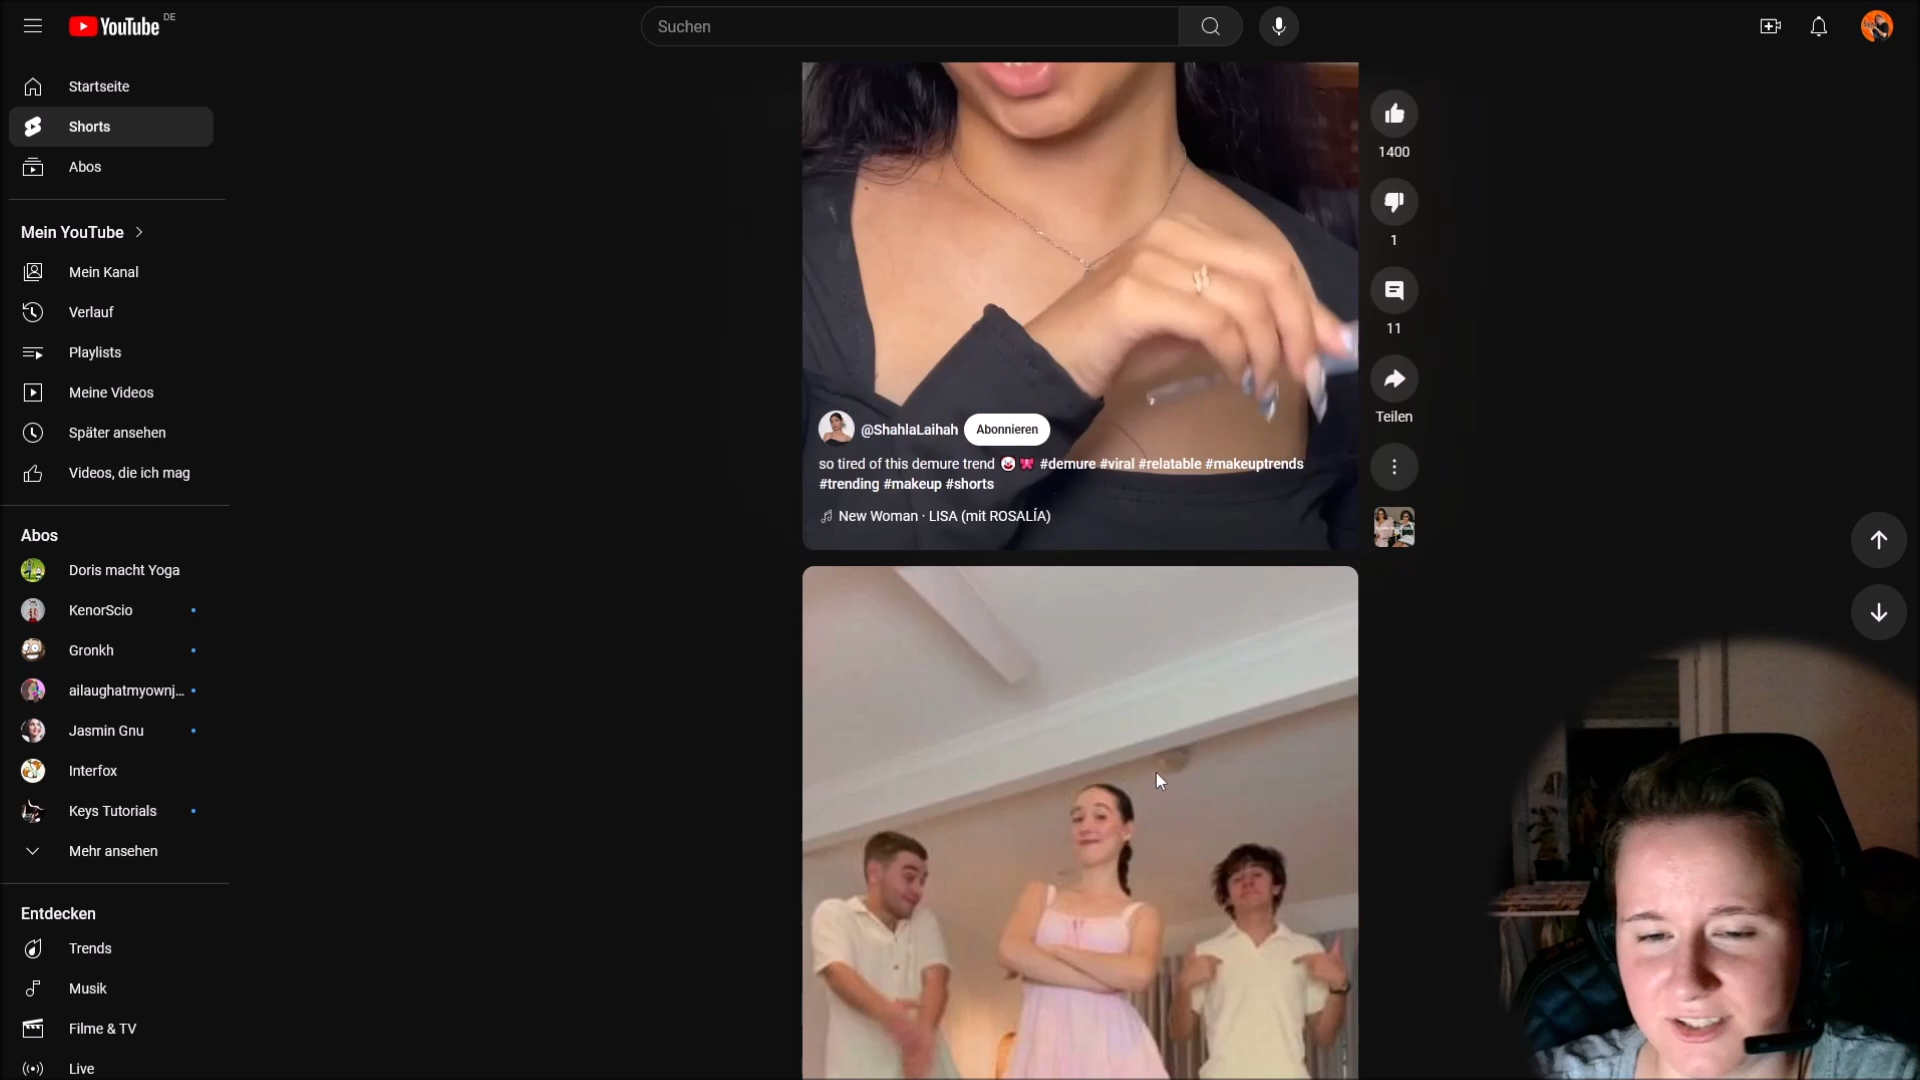 YouTube DE
Suchen
Startseite
Shorts
Abos
Mein YouTube
Mein Kanal
Verlauf
Playlists
Meine Videos
Später ansehen
Videos, die ich mag
Abos
Doris macht Yoga
KenorScio
Gronkh
ailaughatmyownj...
Jasmin Gnu
Interfox
Keys Tutorials
Mehr ansehen
Entdecken
Trends
Musik
Filme & TV
Live
@ShahlaLaihah Abonnieren
so tired of this demure trend 🤡🎀 #demure #viral #relatable #makeuptrends
#trending #makeup #shorts
New Woman · LISA (mit ROSALÍA)
1400
1
11
Teilen